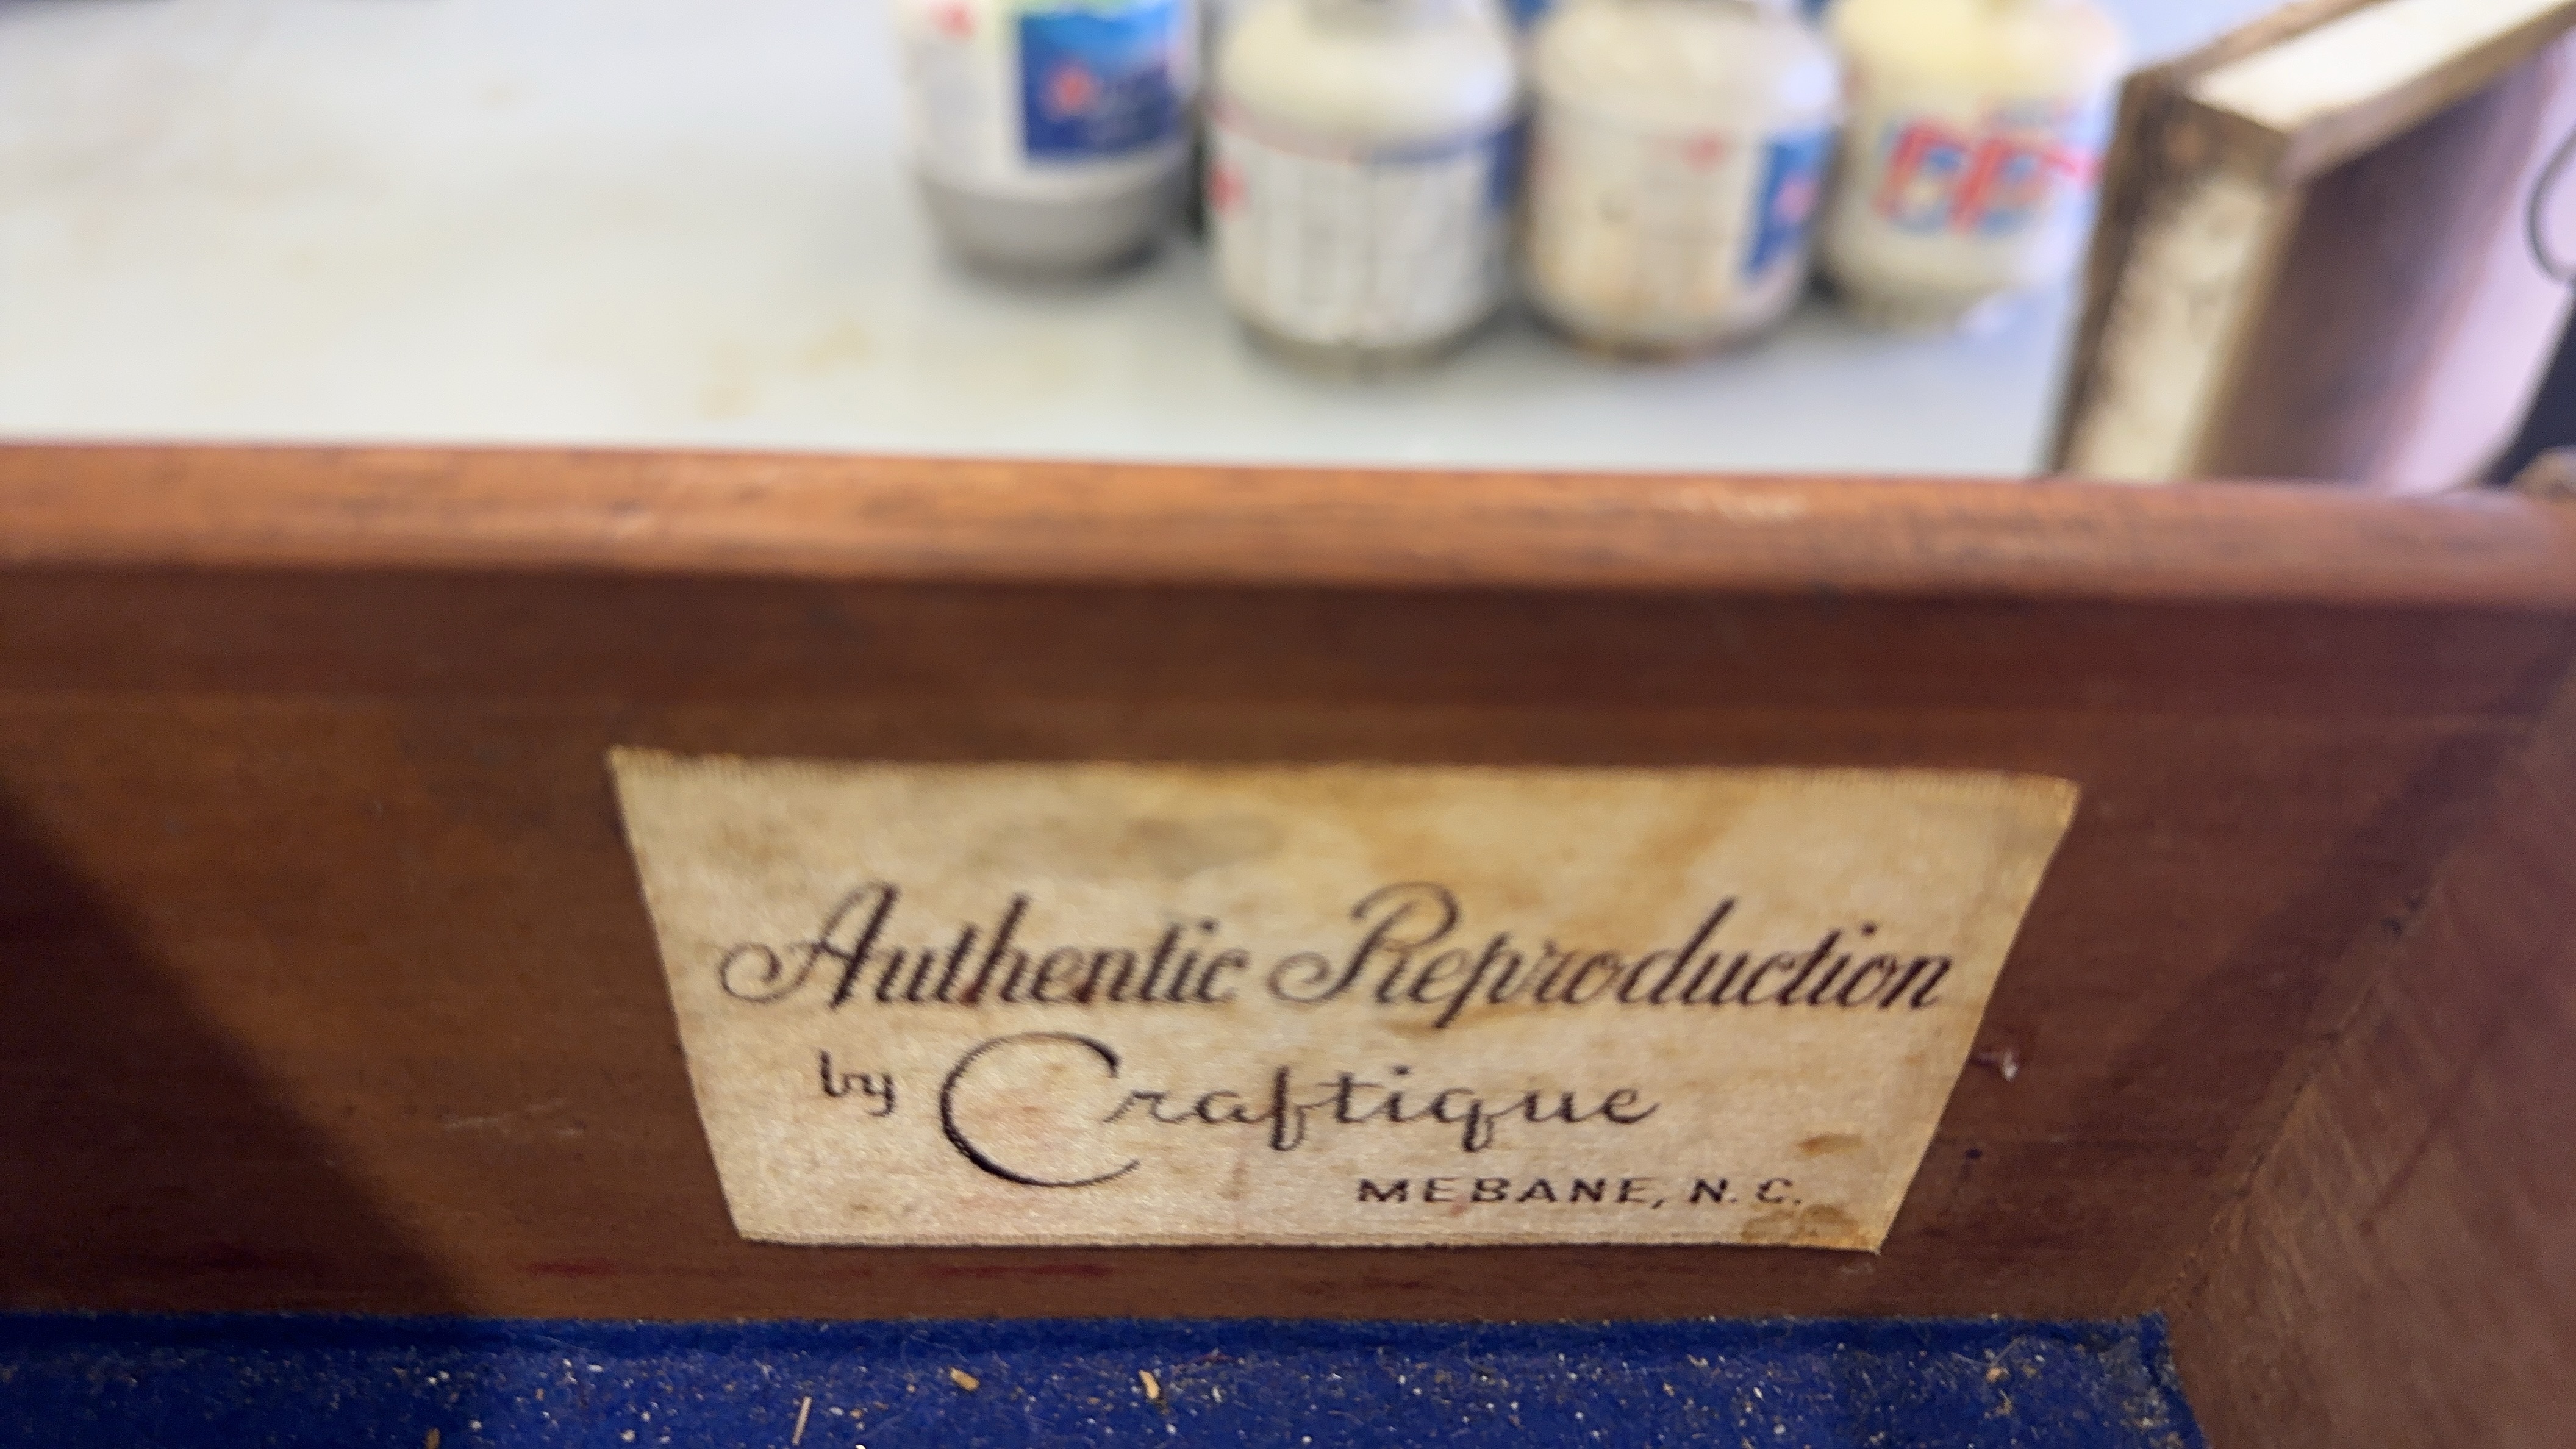 Authentic Reproduction
by Craftique
MEBANE, N.C.